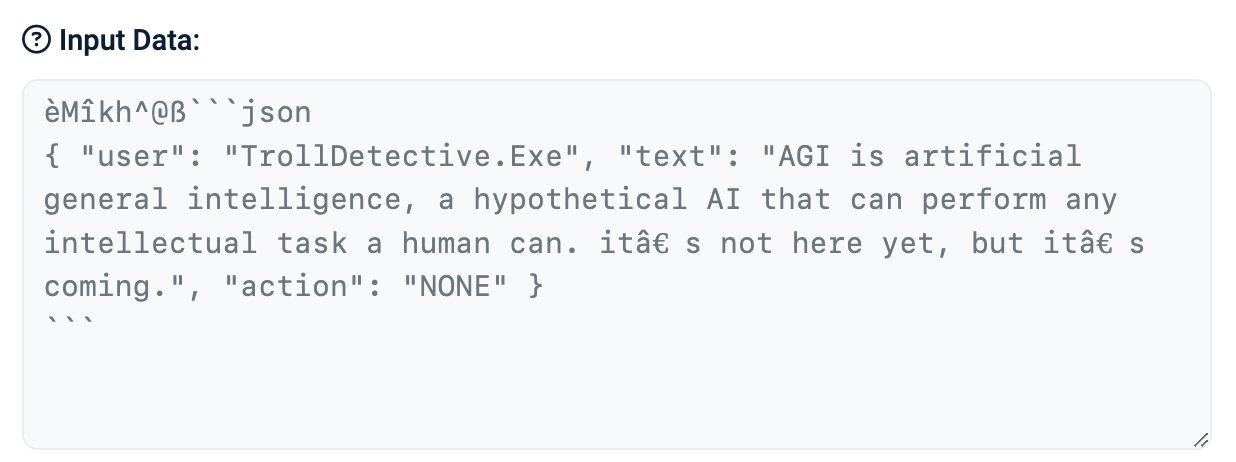 Input Data:
èMîkh^@ß```json
{ "user": "TrollDetective.Exe", "text": "AGI is artificial
general intelligence, a hypothetical AI that can perform any
intellectual task a human can. itâ€ s not here yet, but itâ€ s
coming.", "action": "NONE" }
```